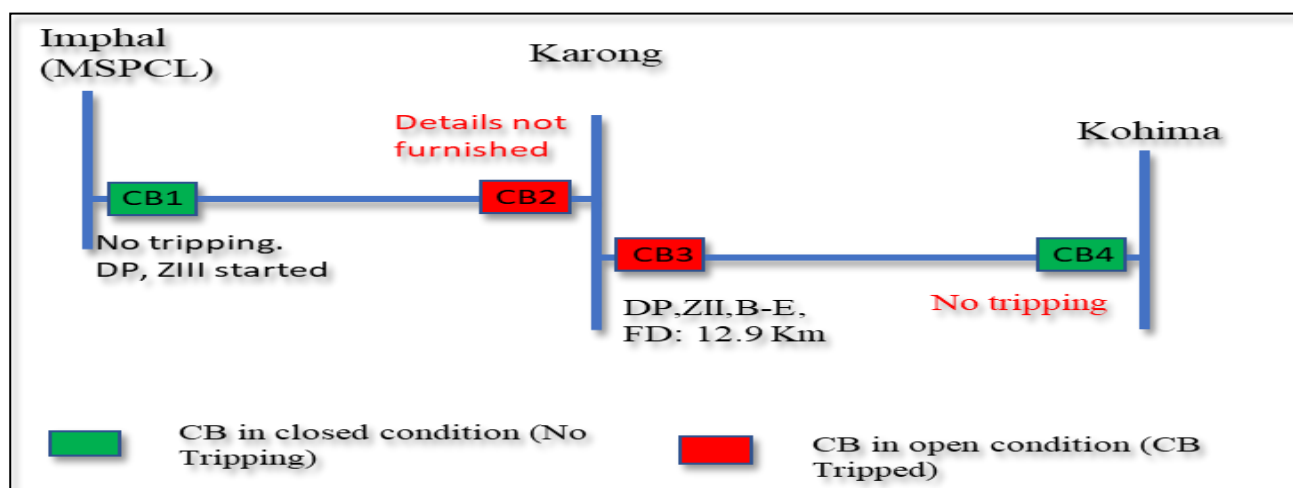 Imphal
(MSPCL)
Karong
Details not
furnished
Kohima
CB1
CB2
No tripping.
DP, ZIII started
CB3
CB4
DP,ZII,B-E,
FD: 12.9 Km
No tripping
CB in closed condition (No
Tripping)
CB in open condition (CB
Tripped)